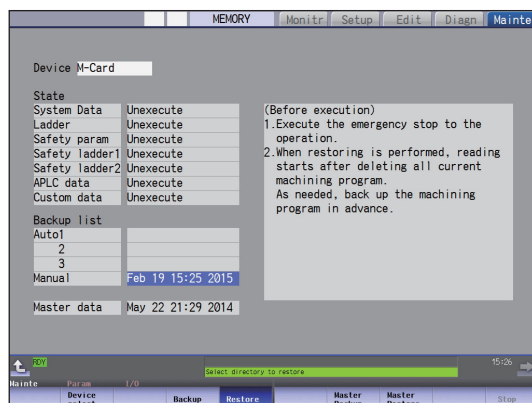 MEMORY Monitr Setup Edit Diagn Mainte
Device M-Card
State
System Data Unexecute
Ladder Unexecute
Safety param Unexecute
Safety ladder1 Unexecute
Safety ladder2 Unexecute
APLC data Unexecute
Custom data Unexecute
(Before execution)
1.Execute the emergency stop to the
operation.
2.When restoring is performed, reading
starts after deleting all current
machining program.
As needed, back up the machining
program in advance.
Backup list
Auto1
2
3
Manual Feb 19 15:25 2015
Master data May 22 21:29 2014
RDY 15:26
Select directory to restore
Mainte Param I/O
Device Backup Restore Master Master Stop
select